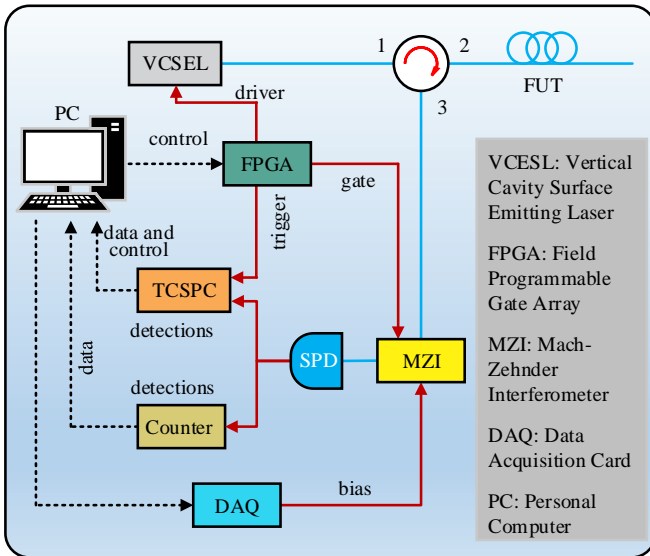 VCSEL
1
2
3
FUT
driver
PC
control
FPGA
gate
trigger
data and
control
TCSPC
detections
SPD
MZI
data
detections
Counter
DAQ
bias
VCESL: Vertical
Cavity Surface
Emitting Laser
FPGA: Field
Programmable
Gate Array
MZI: Mach-
Zehnder
Interferometer
DAQ: Data
Acquisition Card
PC: Personal
Computer